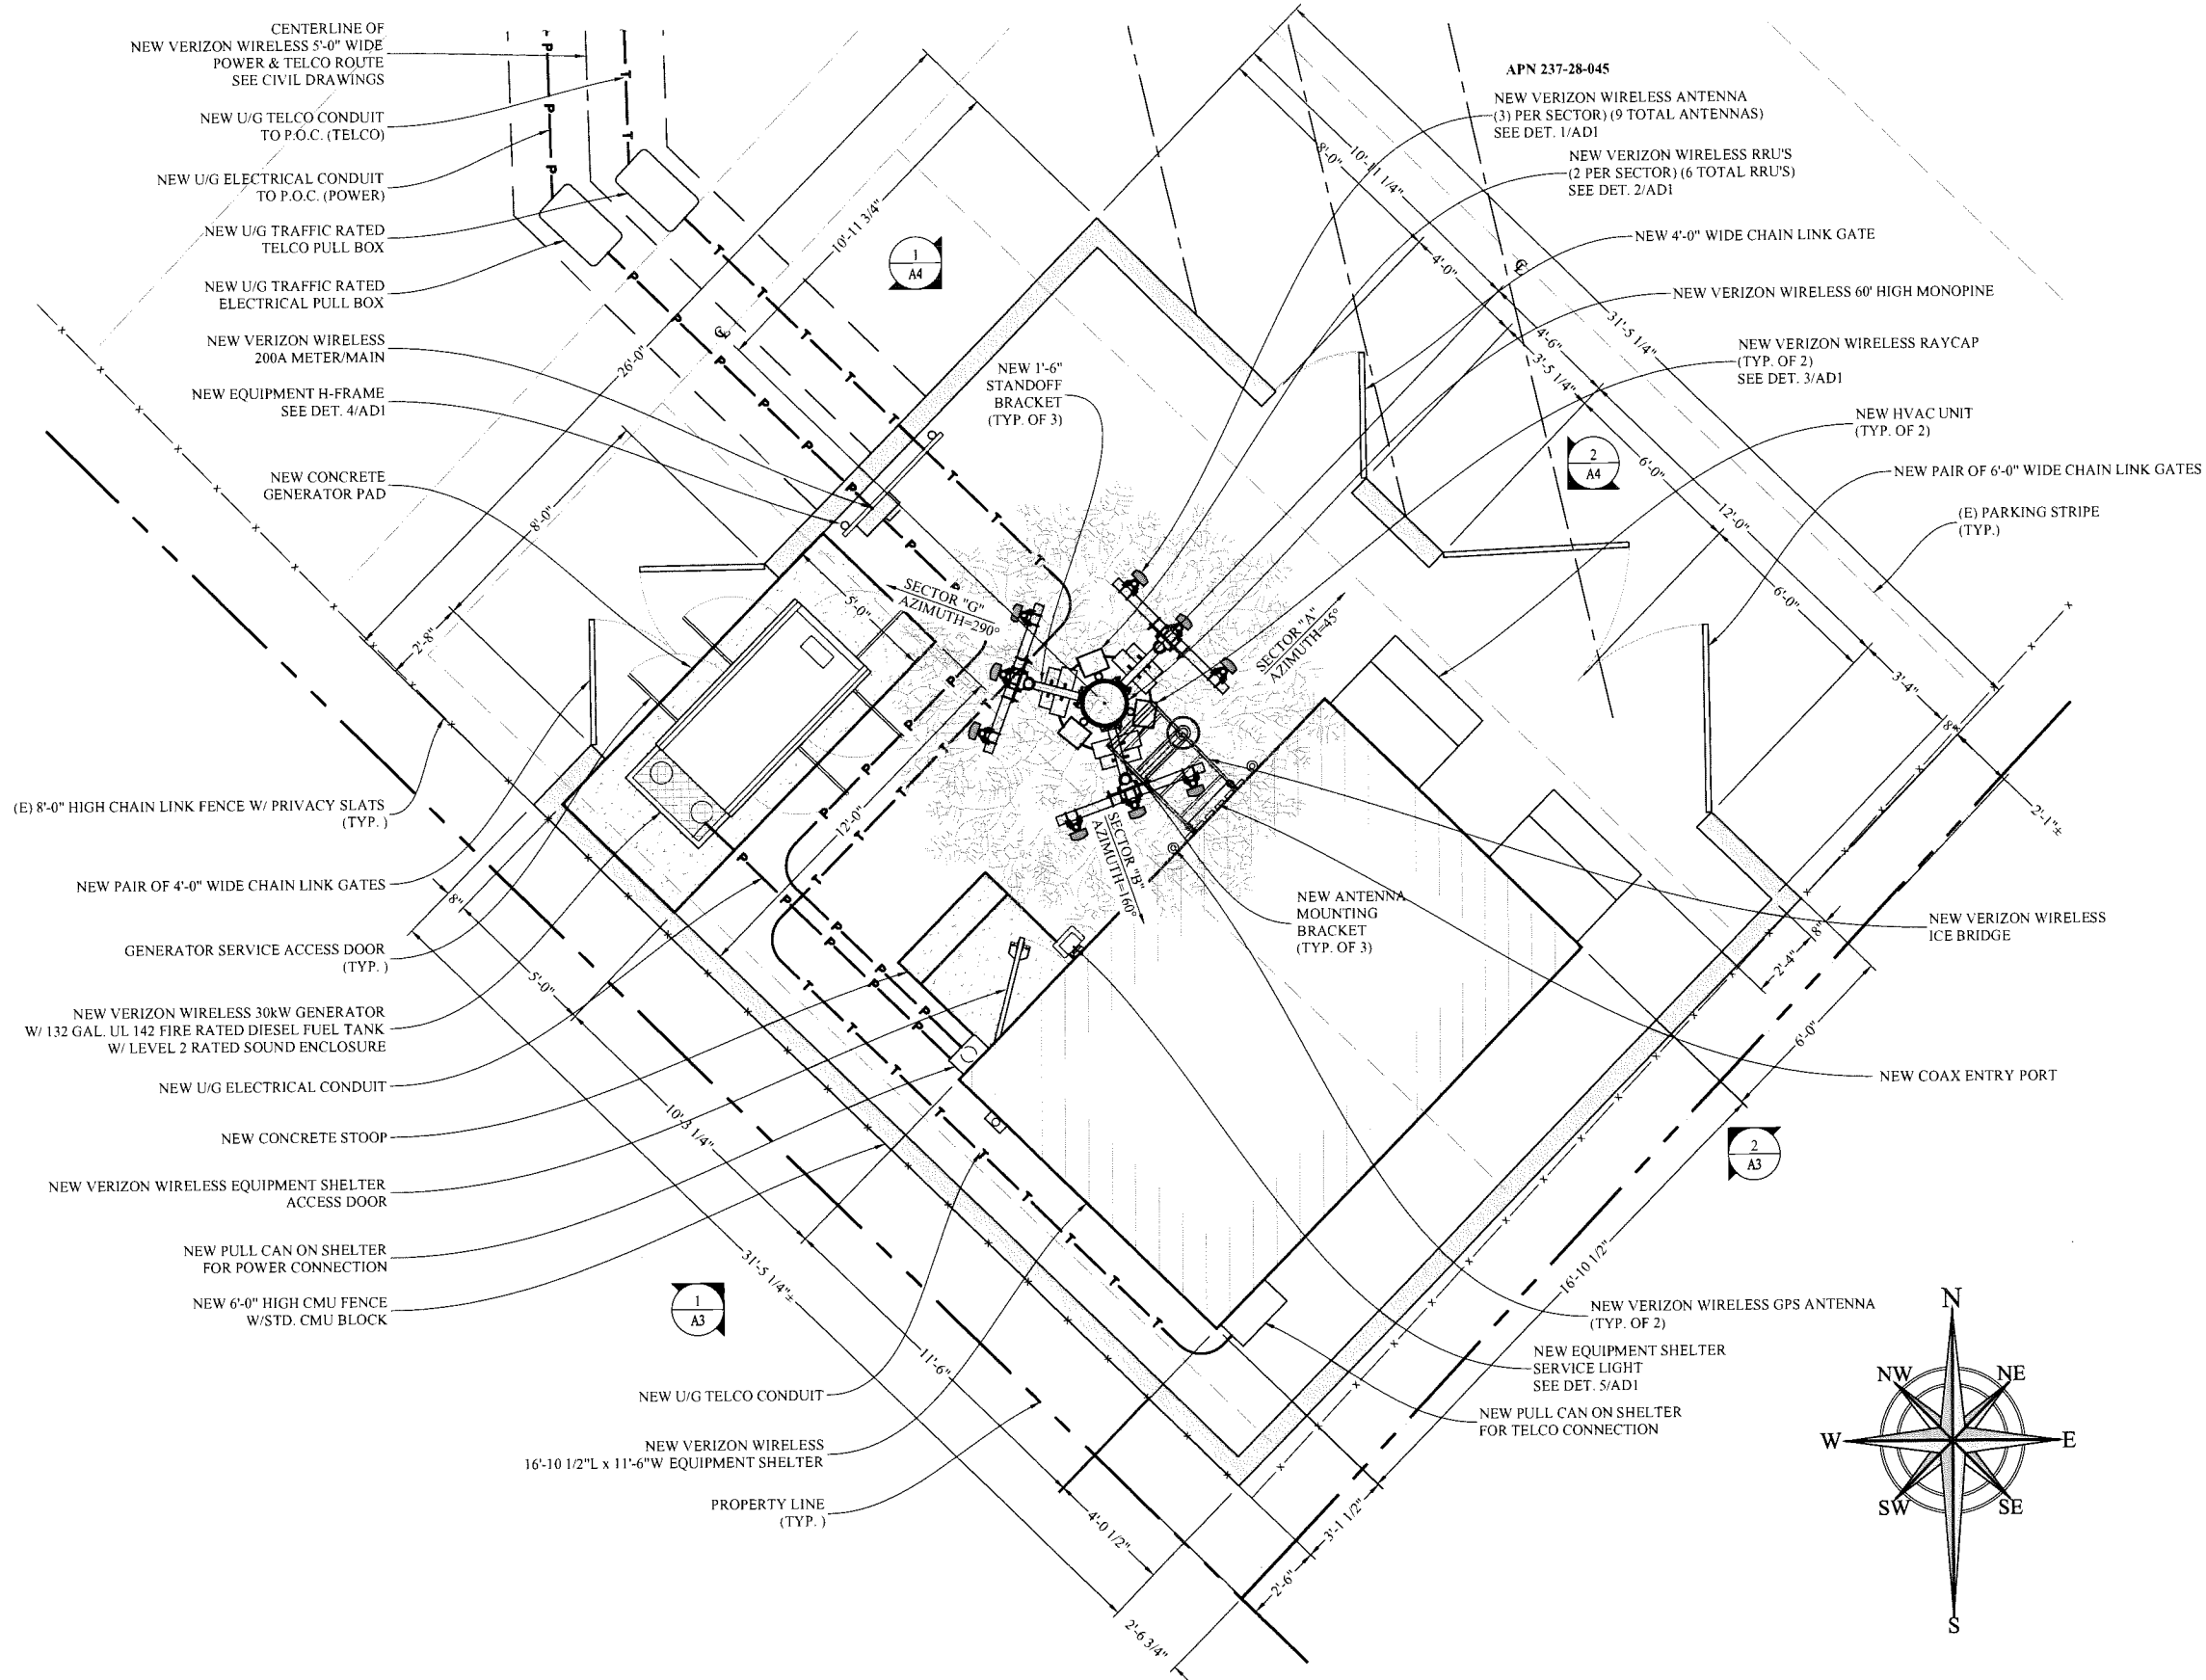 CENTERLINE OF
NEW VERIZON WIRELESS 5'-0" WIDE
POWER & TELCO ROUTE
SEE CIVIL DRAWINGS
NEW U/G TELCO CONDUIT
TO P.O.C. (TELCO)
NEW U/G ELECTRICAL CONDUIT
TO P.O.C. (POWER)
NEW U/G TRAFFIC RATED
TELCO PULL BOX
NEW U/G TRAFFIC RATED
ELECTRICAL PULL BOX
NEW VERIZON WIRELESS
200A METER/MAIN
NEW EQUIPMENT H-FRAME
SEE DET. 4/AD1
NEW CONCRETE
GENERATOR PAD
(E) 8'-0" HIGH CHAIN LINK FENCE W/ PRIVACY SLATS
(TYP. )
NEW PAIR OF 4'-0" WIDE CHAIN LINK GATES
GENERATOR SERVICE ACCESS DOOR
(TYP. )
NEW VERIZON WIRELESS 30kW GENERATOR
W/ 132 GAL. UL 142 FIRE RATED DIESEL FUEL TANK
W/ LEVEL 2 RATED SOUND ENCLOSURE
NEW U/G ELECTRICAL CONDUIT
NEW CONCRETE STOOP
NEW VERIZON WIRELESS EQUIPMENT SHELTER
ACCESS DOOR
NEW PULL CAN ON SHELTER
FOR POWER CONNECTION
NEW 6'-0" HIGH CMU FENCE
W/STD. CMU BLOCK
NEW U/G TELCO CONDUIT
NEW VERIZON WIRELESS
16'-10 1/2"L x 11'-6"W EQUIPMENT SHELTER
PROPERTY LINE
(TYP. )
APN 237-28-045
NEW VERIZON WIRELESS ANTENNA
(3) PER SECTOR) (9 TOTAL ANTENNAS)
SEE DET. 1/AD1
NEW VERIZON WIRELESS RRU'S
(2 PER SECTOR) (6 TOTAL RRU'S)
SEE DET. 2/AD1
NEW 4'-0" WIDE CHAIN LINK GATE
NEW VERIZON WIRELESS 60' HIGH MONOPINE
NEW VERIZON WIRELESS RAYCAP
(TYP. OF 2)
SEE DET. 3/AD1
NEW HVAC UNIT
(TYP. OF 2)
NEW PAIR OF 6'-0" WIDE CHAIN LINK GATES
(E) PARKING STRIPE
(TYP.)
NEW 1'-6"
STANDOFF
BRACKET
(TYP. OF 3)
SECTOR "G"
AZIMUTH=290°
SECTOR "A"
AZIMUTH=45°
SECTOR "B"
AZIMUTH=160°
NEW ANTENNA
MOUNTING
BRACKET
(TYP. OF 3)
NEW VERIZON WIRELESS
ICE BRIDGE
NEW COAX ENTRY PORT
NEW VERIZON WIRELESS GPS ANTENNA
(TYP. OF 2)
NEW EQUIPMENT SHELTER
SERVICE LIGHT
SEE DET. 5/AD1
NEW PULL CAN ON SHELTER
FOR TELCO CONNECTION
1
A4
2
A4
1
A3
2
A3
26'-0"
10'-11 3/4"
8'-0"
2'-8"
5'-0"
12'-0"
8'-0"
10'-11 1/4"
4'-0"
4'-6"
31'-5 1/4"
3'-5 1/4"
6'-0"
12'-0"
6'-0"
3'-4"
8"
2'-1"±
8"
2'-4"
6'-0"
16'-10 1/2"
3'-1 1/2"
2'-6"
8"
5'-0"
10'-3 1/4"
31'-5 1/4"±
11'-6"
4'-0 1/2"
2'-6 3/4"
N
NW
NE
W
E
SW
SE
S